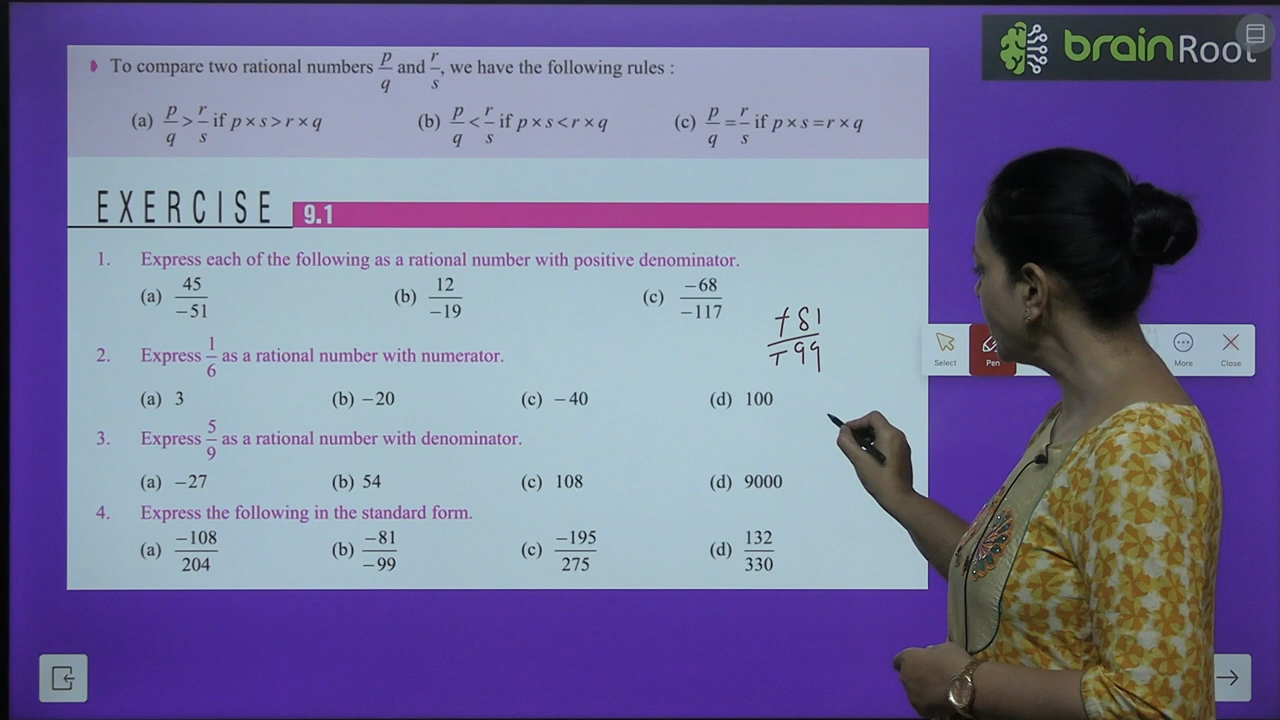 brainRoot
To compare two rational numbers p/q and r/s, we have the following rules :
(a) p/q > r/s if p × s > r × q (b) p/q < r/s if p × s < r × q (c) p/q = r/s if p × s = r × q
EXERCISE 9.1
1. Express each of the following as a rational number with positive denominator.
(a) 45/-51 (b) 12/-19 (c) -68/-117
+81/-99
2. Express 1/6 as a rational number with numerator.
(a) 3 (b) -20 (c) -40 (d) 100
3. Express 5/9 as a rational number with denominator.
(a) -27 (b) 54 (c) 108 (d) 9000
4. Express the following in the standard form.
(a) -108/204 (b) -81/-99 (c) -195/275 (d) 132/330
Select Pen More Close